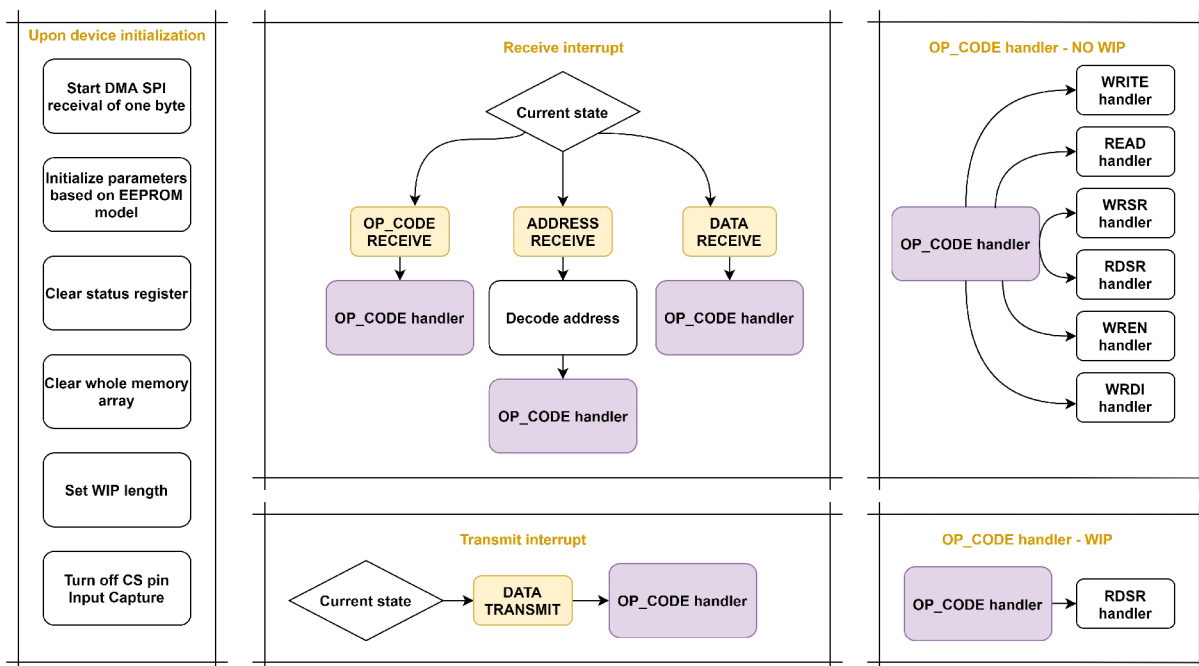 Upon device initialization
Start DMA SPI
receival of one byte
Initialize parameters
based on EEPROM
model
Clear status register
Clear whole memory
array
Set WIP length
Turn off CS pin
Input Capture
Receive interrupt
Current state
OP_CODE
RECEIVE
ADDRESS
RECEIVE
DATA
RECEIVE
OP_CODE handler
Decode address
OP_CODE handler
OP_CODE handler
Transmit interrupt
Current state
DATA
TRANSMIT
OP_CODE handler
OP_CODE handler - NO WIP
OP_CODE handler
WRITE
handler
READ
handler
WRSR
handler
RDSR
handler
WREN
handler
WRDI
handler
OP_CODE handler - WIP
OP_CODE handler
RDSR
handler